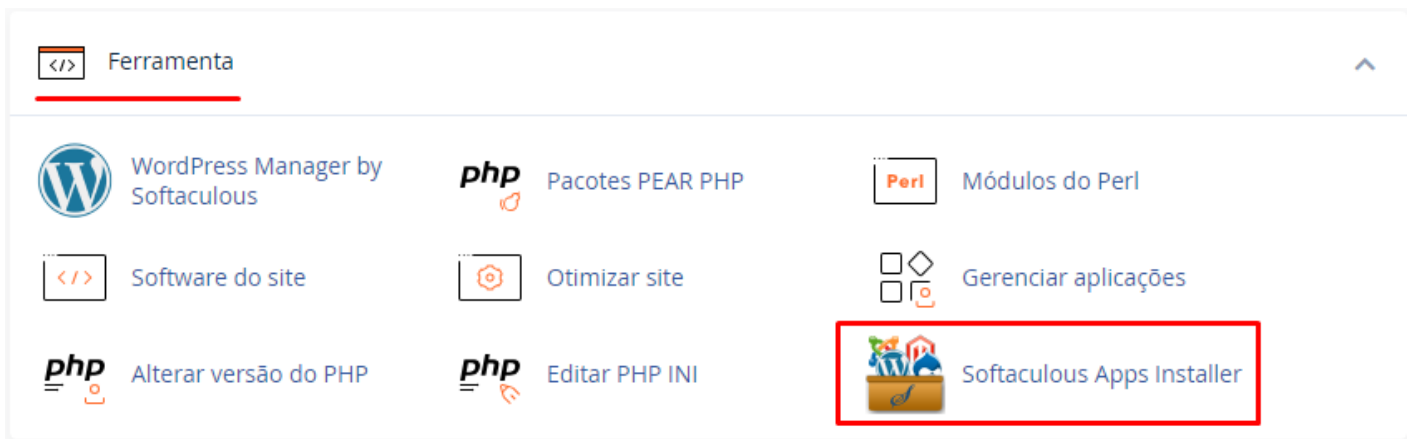 </> Ferramenta
WordPress Manager by
Softaculous
php Pacotes PEAR PHP
Perl Módulos do Perl
</> Software do site
Otimizar site
Gerenciar aplicações
php Alterar versão do PHP
php Editar PHP INI
Softaculous Apps Installer